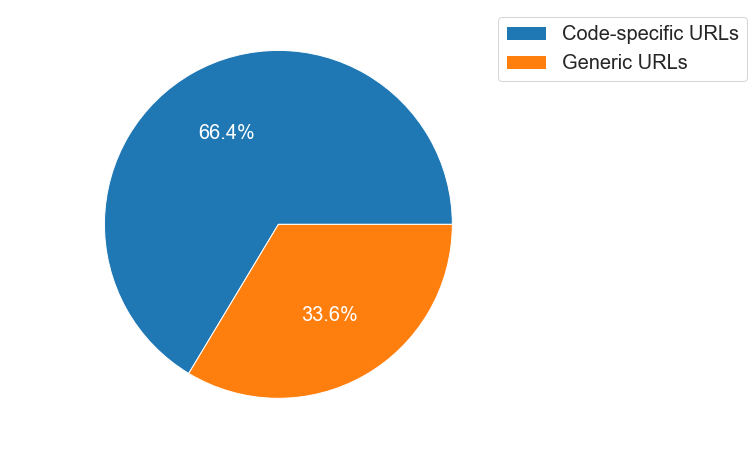 Code-specific URLs
Generic URLs
66.4%
33.6%